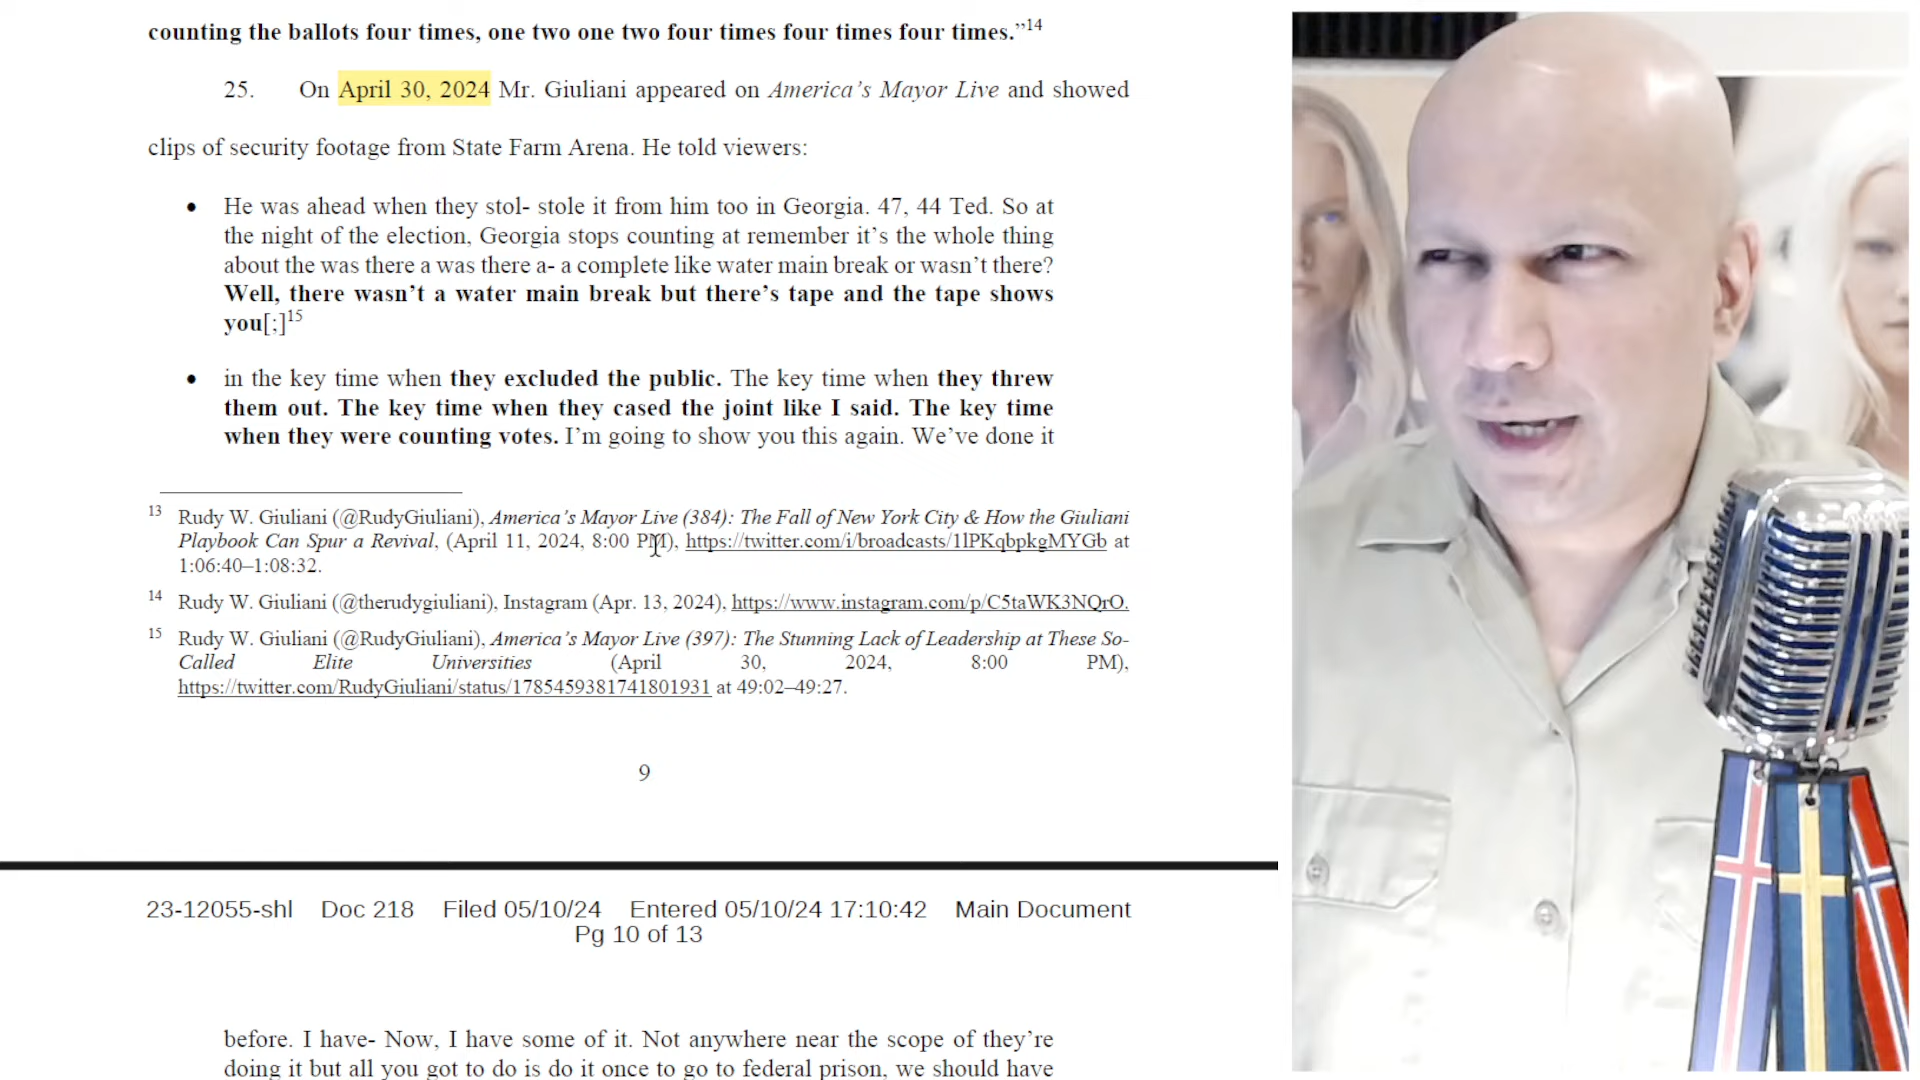 counting the ballots four times, one two one two four times four times four times.”14
25. On April 30, 2024 Mr. Giuliani appeared on America’s Mayor Live and showed
clips of security footage from State Farm Arena. He told viewers:
• He was ahead when they stol- stole it from him too in Georgia. 47, 44 Ted. So at
the night of the election, Georgia stops counting at remember it’s the whole thing
about the was there a was there a- a complete like water main break or wasn’t there?
Well, there wasn’t a water main break but there’s tape and the tape shows
you[;]15
• in the key time when they excluded the public. The key time when they threw
them out. The key time when they cased the joint like I said. The key time
when they were counting votes. I’m going to show you this again. We’ve done it
13 Rudy W. Giuliani (@RudyGiuliani), America’s Mayor Live (384): The Fall of New York City & How the Giuliani
Playbook Can Spur a Revival, (April 11, 2024, 8:00 PM), https://twitter.com/i/broadcasts/1lPKqbpkgMYGb at
1:06:40–1:08:32.
14 Rudy W. Giuliani (@therudygiuliani), Instagram (Apr. 13, 2024), https://www.instagram.com/p/C5taWK3NQrO.
15 Rudy W. Giuliani (@RudyGiuliani), America’s Mayor Live (397): The Stunning Lack of Leadership at These So-
Called Elite Universities (April 30, 2024, 8:00 PM),
https://twitter.com/RudyGiuliani/status/1785459381741801931 at 49:02–49:27.
9
23-12055-shl Doc 218 Filed 05/10/24 Entered 05/10/24 17:10:42 Main Document
Pg 10 of 13
before. I have- Now, I have some of it. Not anywhere near the scope of they’re
doing it but all you got to do is do it once to go to federal prison, we should have